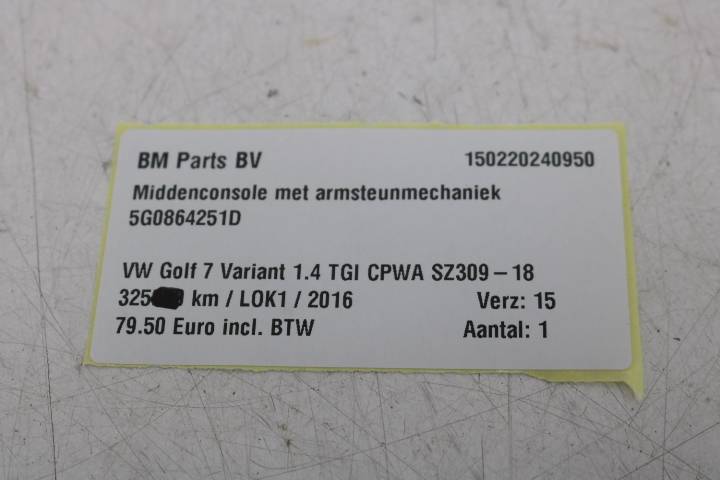 BM Parts BV 150220240950
Middenconsole met armsteunmechaniek
5G0864251D
VW Golf 7 Variant 1.4 TGI CPWA SZ309-18
325 km / LOK1 / 2016 Verz: 15
79.50 Euro incl. BTW Aantal: 1